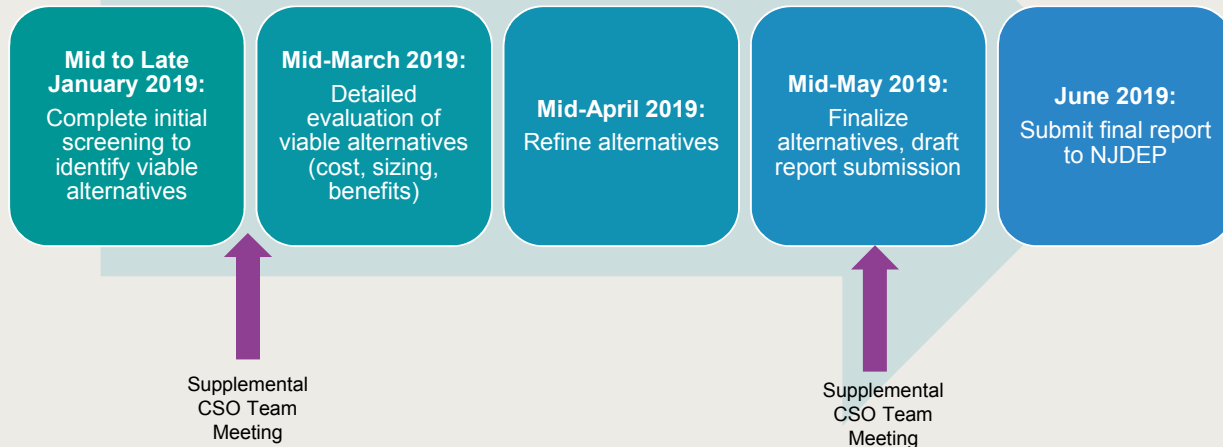 Mid to Late
January 2019:
Complete initial
screening to
identify viable
alternatives
Mid-March 2019:
Detailed
evaluation of
viable alternatives
(cost, sizing,
benefits)
Mid-April 2019:
Refine alternatives
Mid-May 2019:
Finalize
alternatives, draft
report submission
June 2019:
Submit final report
to NJDEP
Supplemental
CSO Team
Meeting
Supplemental
CSO Team
Meeting